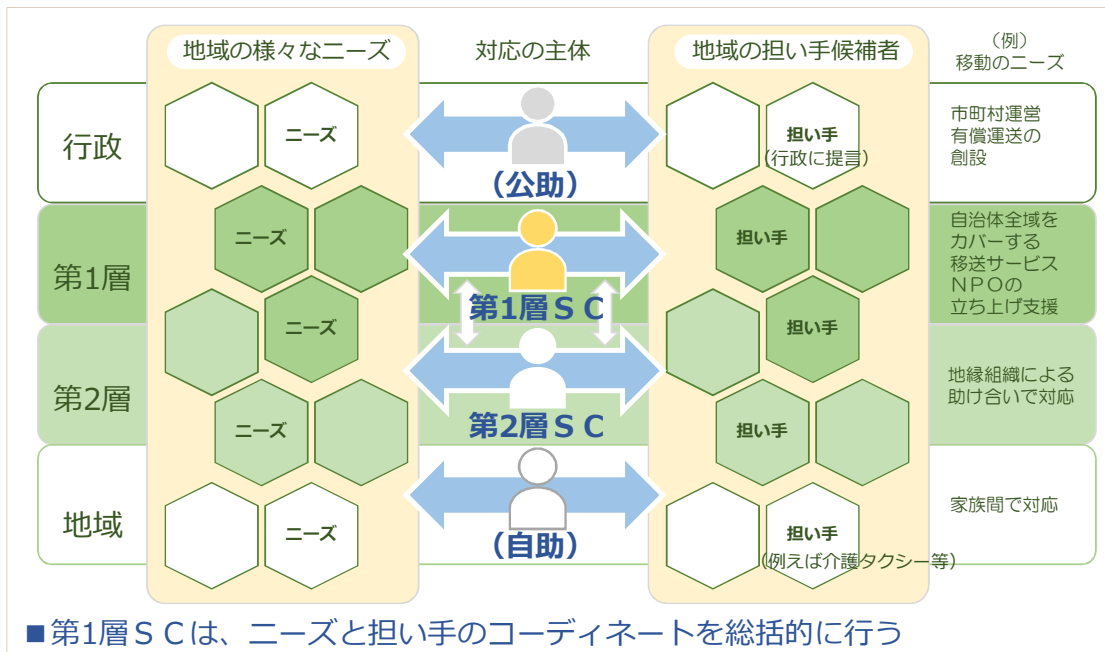 地域の様々なニーズ
対応の主体
地域の担い手候補者
（例）
移動のニーズ
行政
ニーズ
（公助）
担い手
（行政に提言）
市町村運営
有償運送の
創設
第1層
ニーズ
ニーズ
第1層ＳＣ
担い手
担い手
自治体全域を
カバーする
移送サービス
ＮＰＯの
立ち上げ支援
第2層
ニーズ
第2層ＳＣ
担い手
地縁組織による
助け合いで対応
地域
ニーズ
（自助）
担い手
（例えば介護タクシー等）
家族間で対応
■第1層ＳＣは、ニーズと担い手のコーディネートを総括的に行う